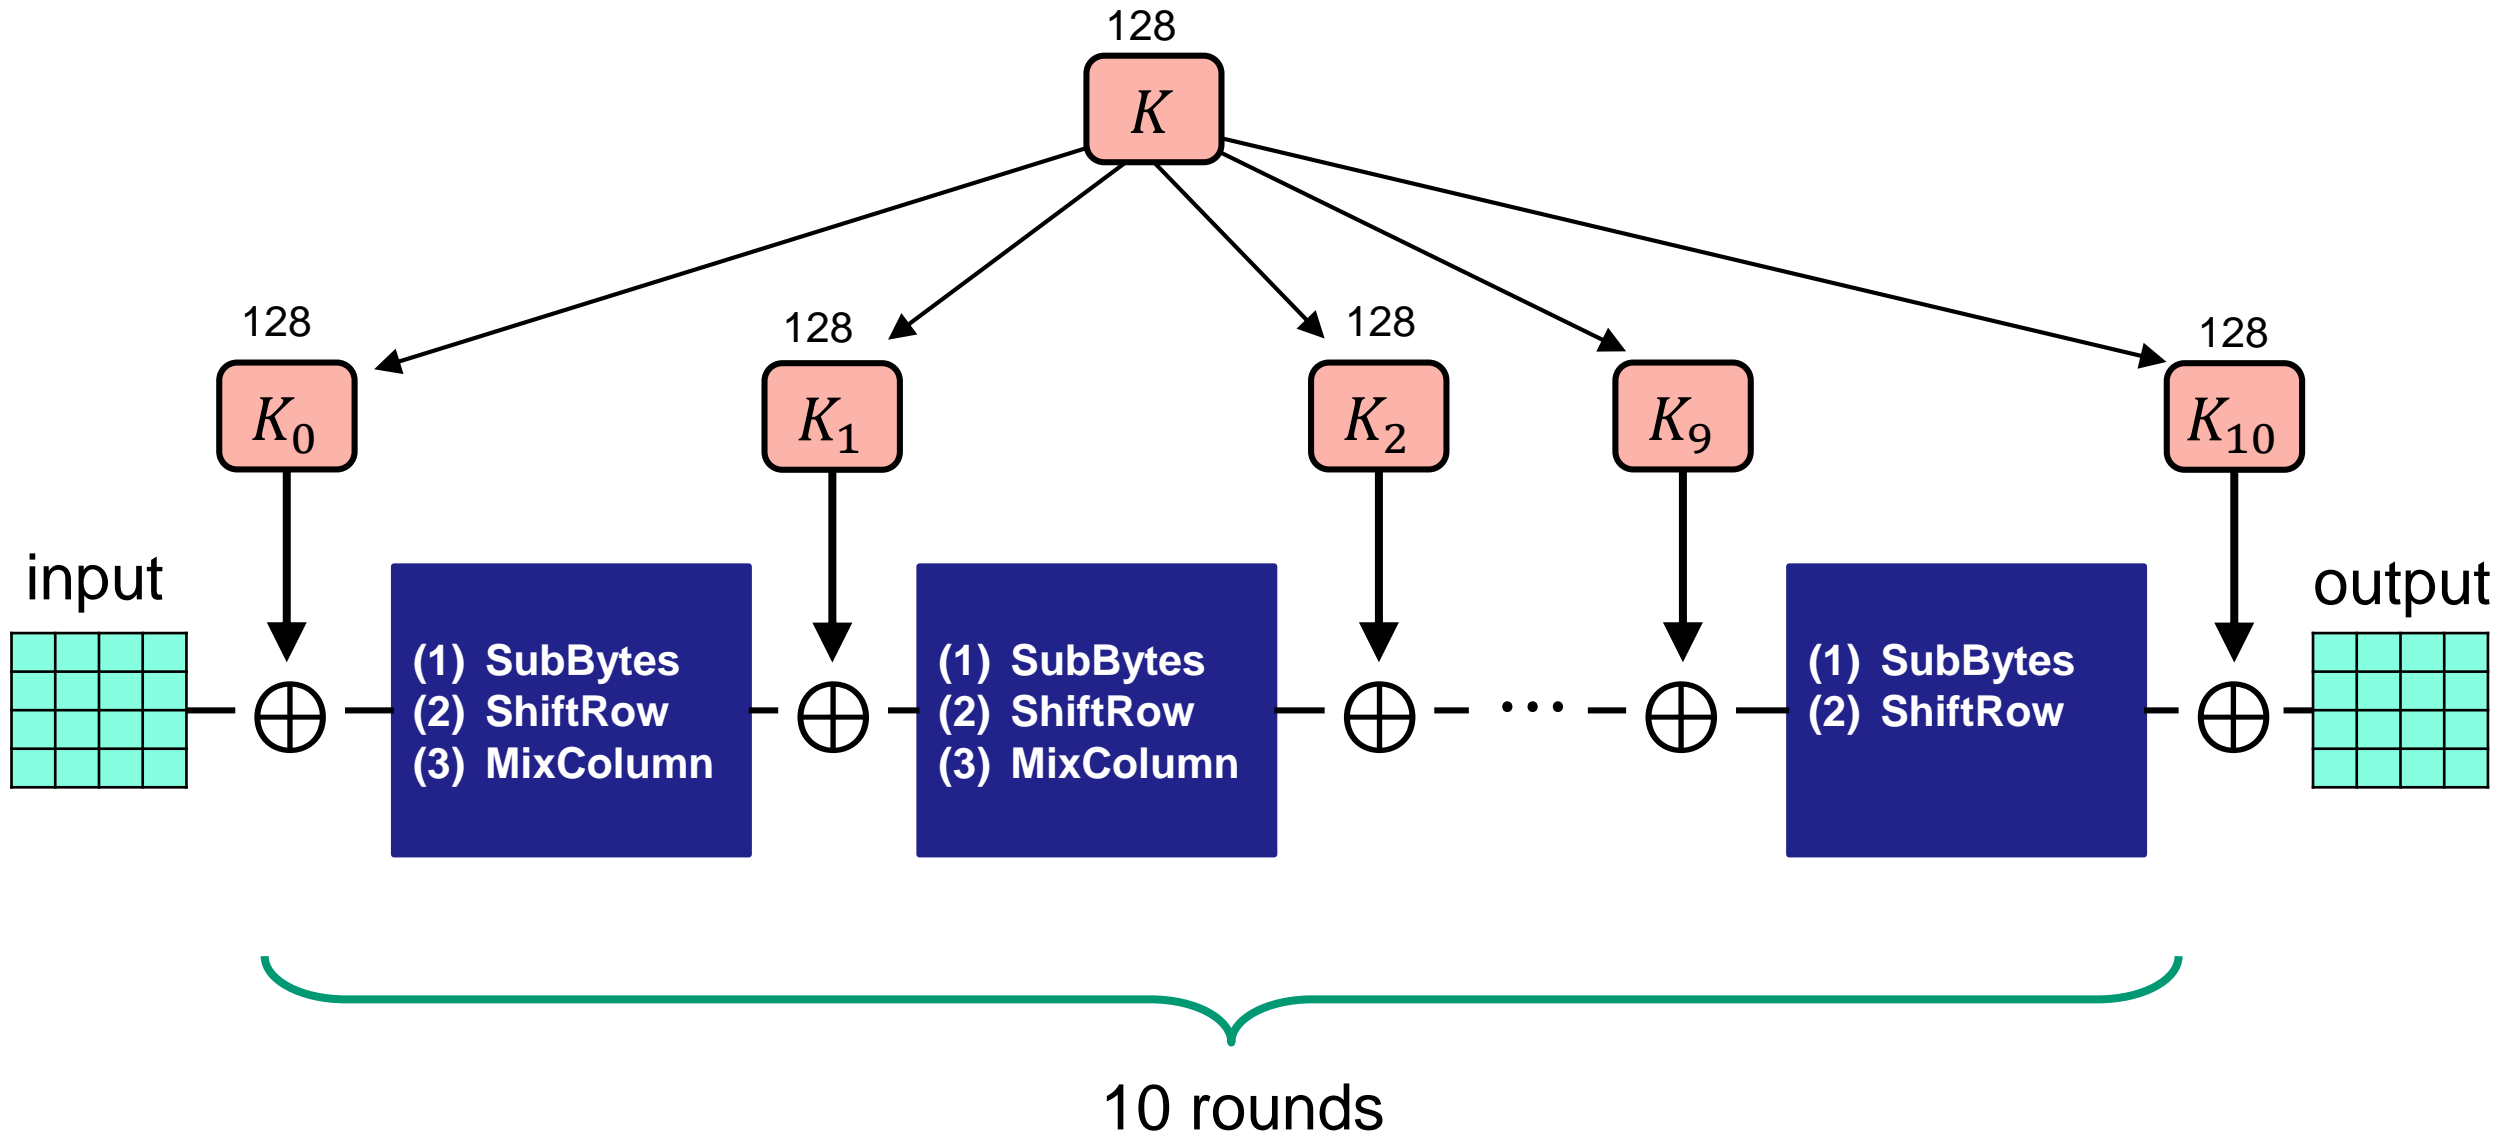 128
K
128
128
128
128
K₀
K₁
K₂
K₉
K₁₀
input
output
(1) SubBytes
(2) ShiftRow
(3) MixColumn
(1) SubBytes
(2) ShiftRow
(3) MixColumn
...
(1) SubBytes
(2) ShiftRow
10 rounds